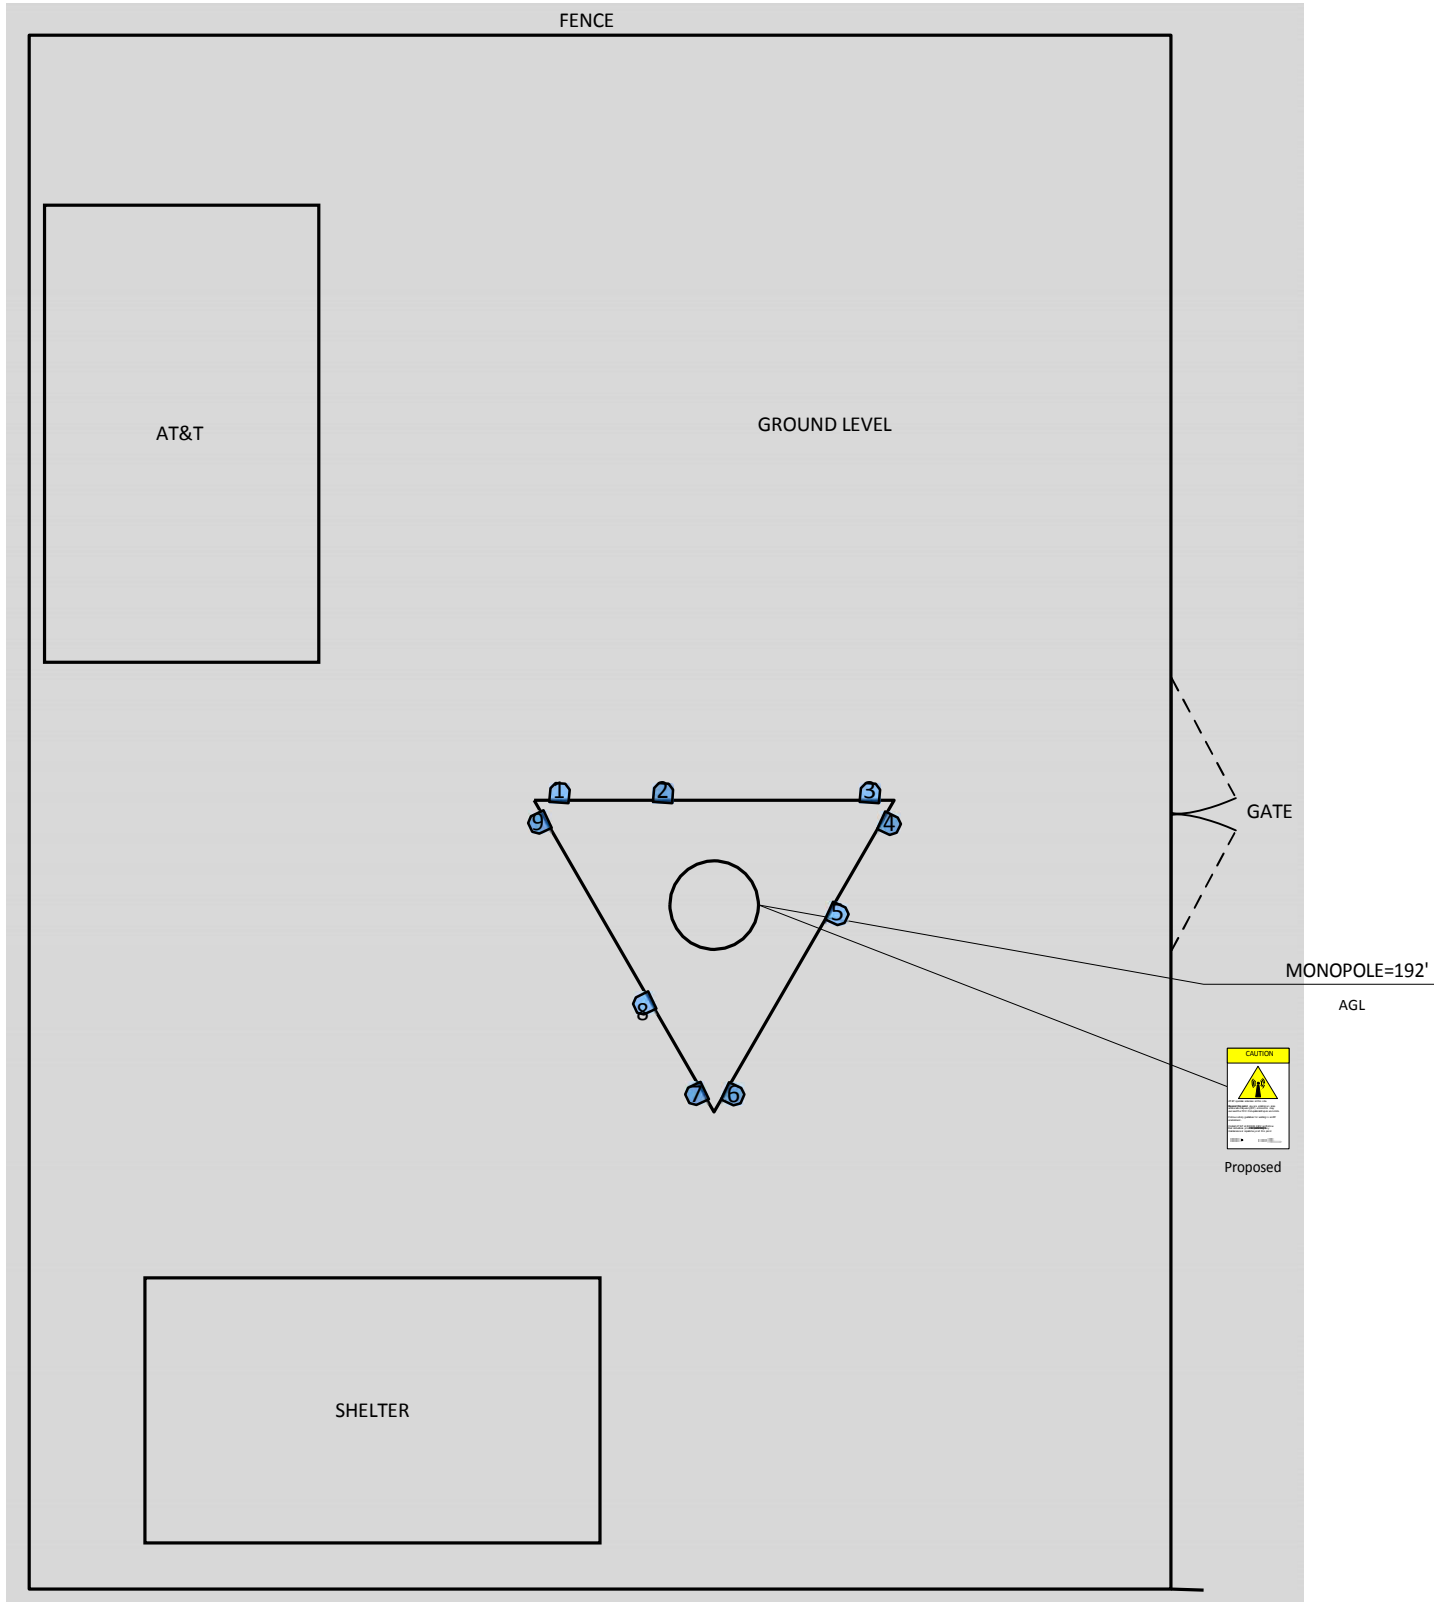 FENCE
AT&T
GROUND LEVEL
1
2
3
9
4
GATE
5
MONOPOLE=192'
AGL
8
CAUTION
7
6
Proposed
SHELTER